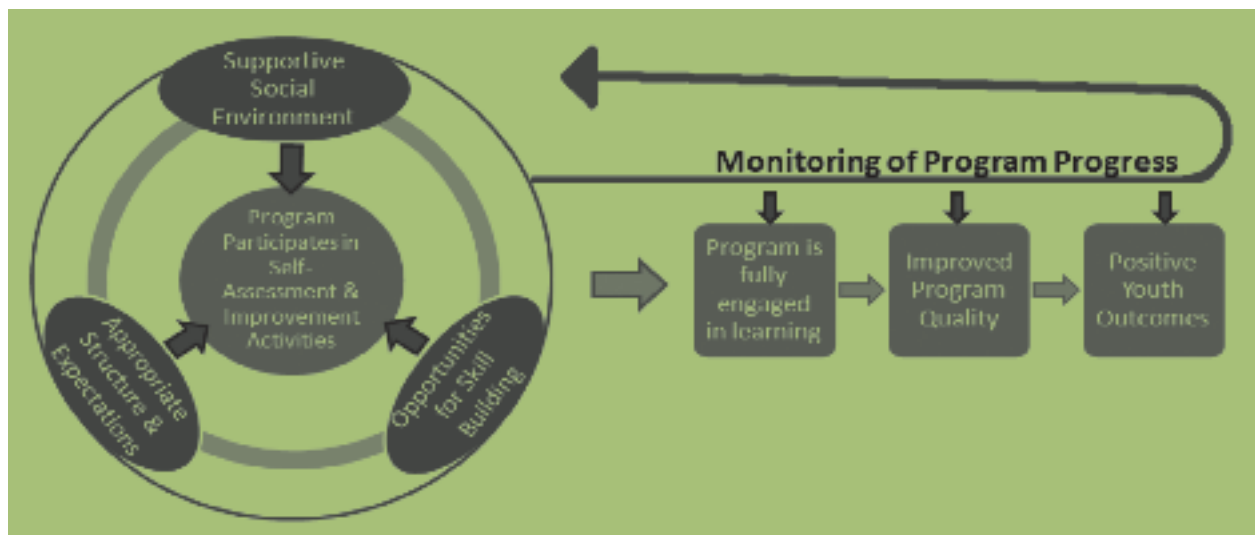 Supportive
Social
Environment
Program
Participates in
Self-
Assessment &
Improvement
Activities
Appropriate
Structure &
Expectations
Opportunities
for Skill
Building
Monitoring of Program Progress
Program is
fully
engaged
in learning
Improved
Program
Quality
Positive
Youth
Outcomes